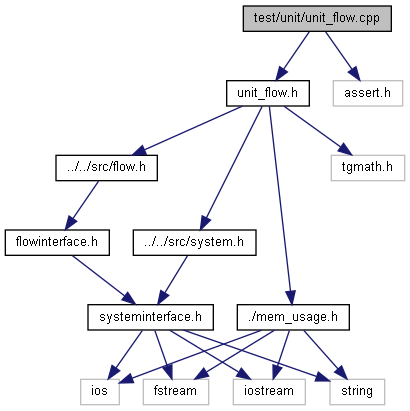 test/unit/unit_flow.cpp
unit_flow.h
assert.h
../../src/flow.h
tgmath.h
flowinterface.h
../../src/system.h
systeminterface.h
./mem_usage.h
ios
fstream
iostream
string